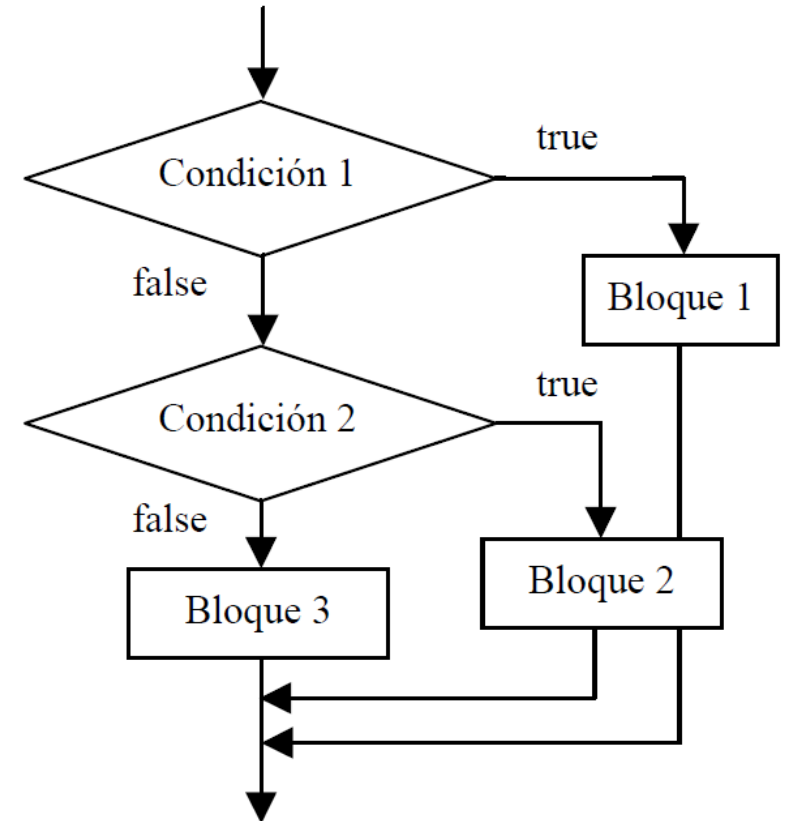 true
Condición 1
false
Bloque 1
true
Condición 2
false
Bloque 2
Bloque 3